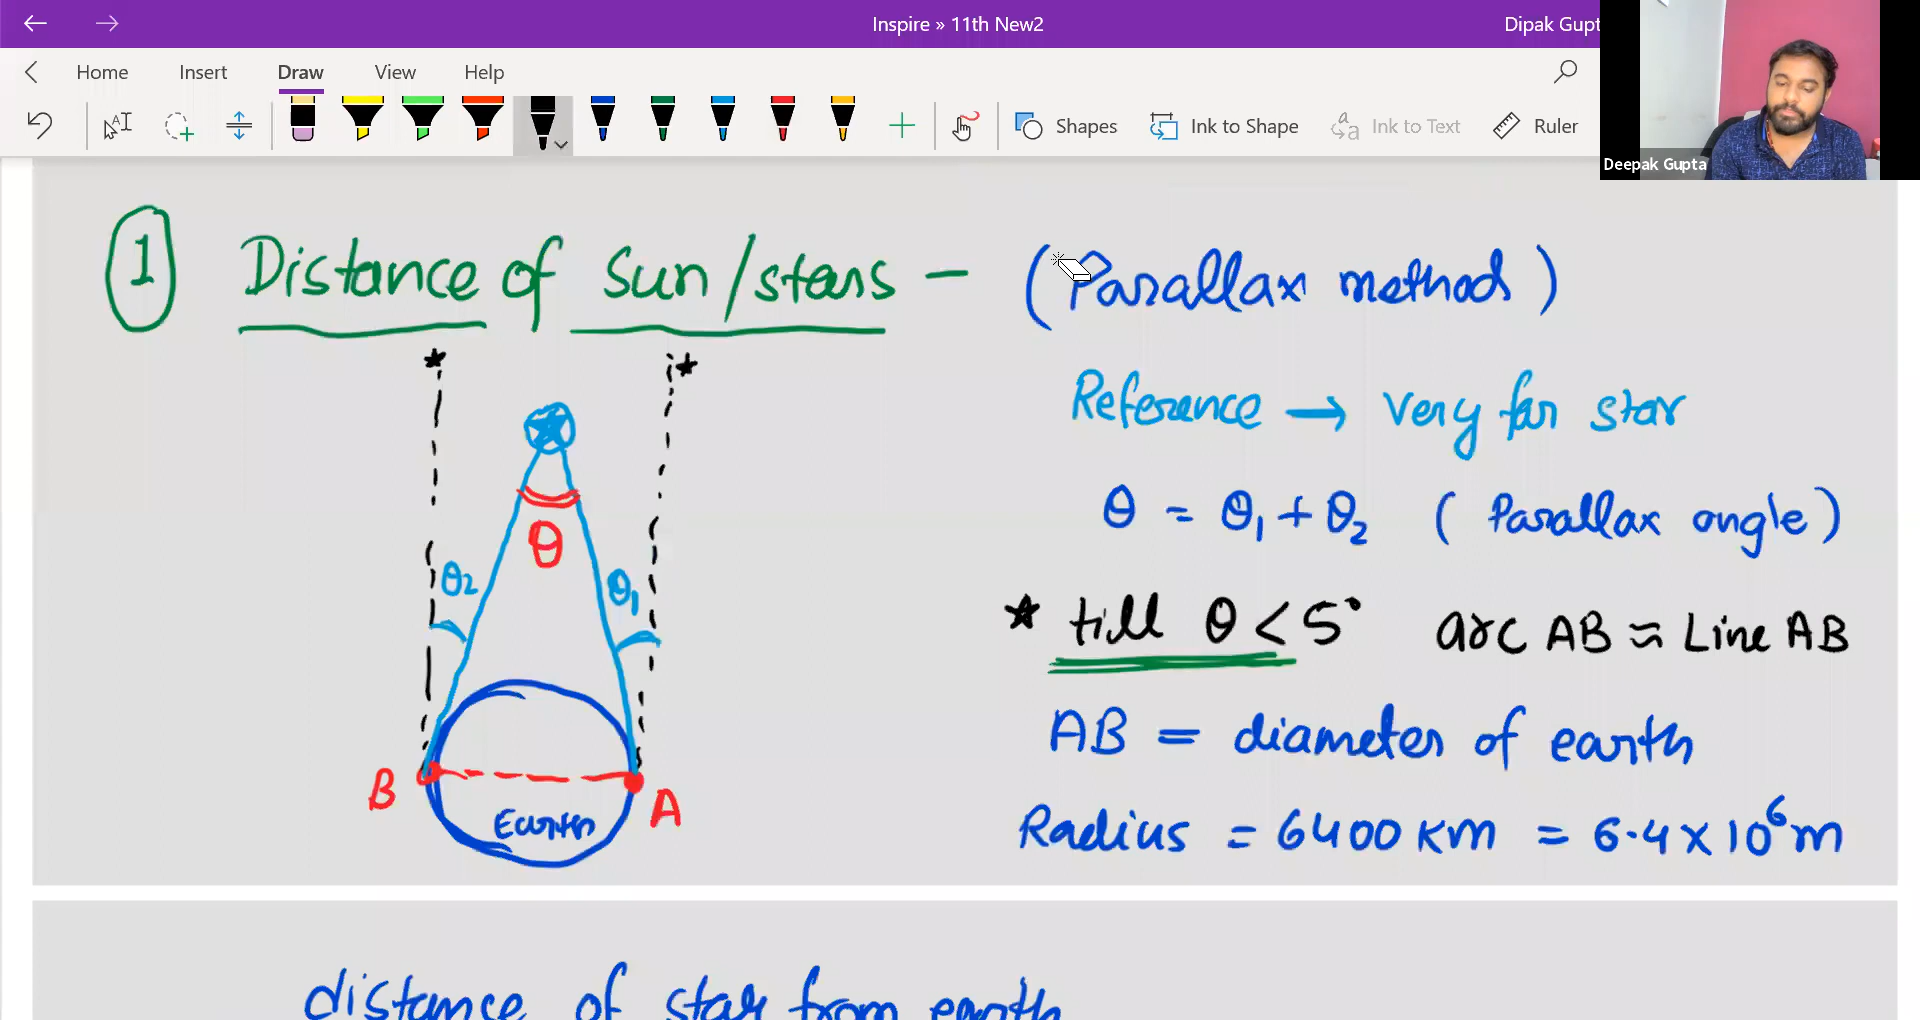 Inspire » 11th New2
Dipak Gupt
Home Insert Draw View Help
Shapes Ink to Shape Ink to Text Ruler
Deepak Gupta
1 Distance of Sun/stars - (Parallax method)
Reference → Very far star
θ = θ1 + θ2 (Parallax angle)
★ till θ < 5° arc AB ≈ Line AB
AB = diameter of earth
Radius = 6400 KM = 6.4 x 10⁶ m
θ
θ2 θ1
B A
Earth
distance of star from earth